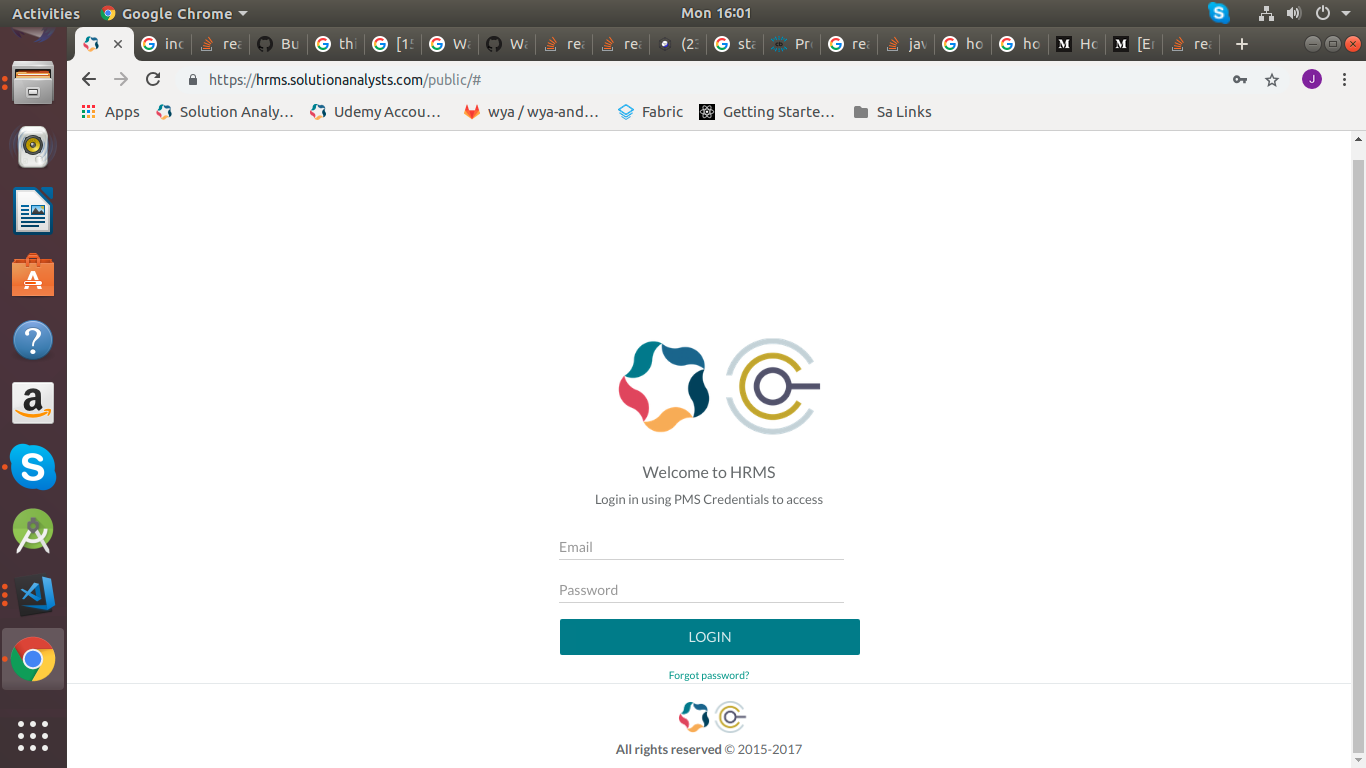 Activities Google Chrome Mon 16:01
inc rea Bu thi [15 Wa Wa rea rea (23 sta Pro rea jav ho ho Ho [Er rea
https://hrms.solutionanalysts.com/public/# J
Apps Solution Analy... Udemy Accou... wya / wya-and... Fabric Getting Starte... Sa Links
Welcome to HRMS
Login in using PMS Credentials to access
Email
Password
LOGIN
Forgot password?
All rights reserved © 2015-2017